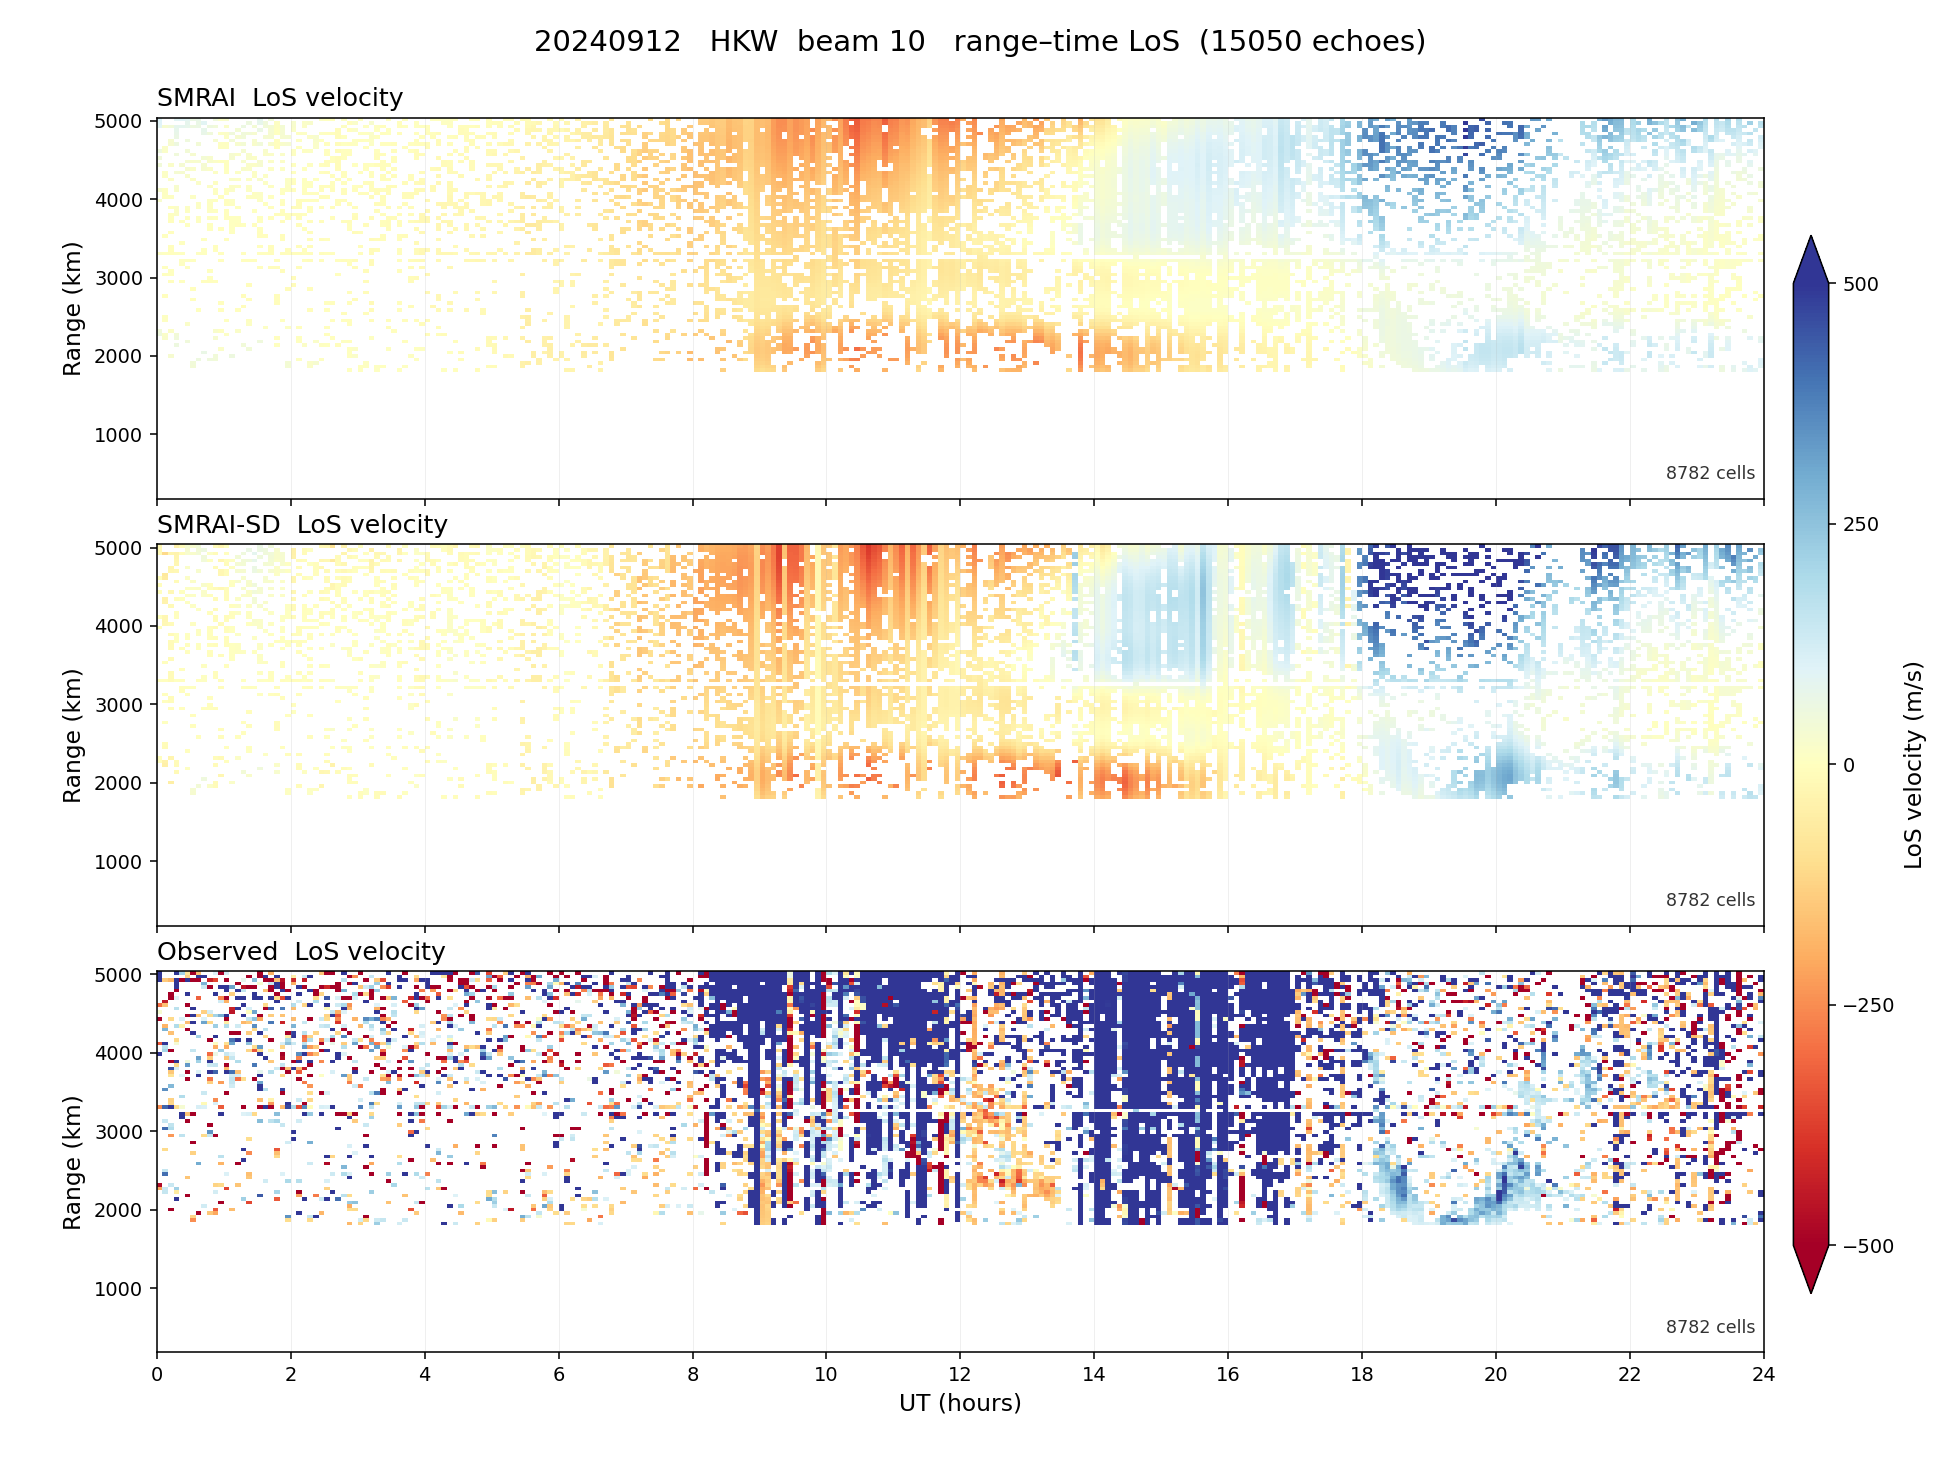 20240912   HKW  beam 10   range–time LoS  (15050 echoes)
SMRAI  LoS velocity
5000
4000
3000
2000
1000
Range (km)
8782 cells
SMRAI-SD  LoS velocity
5000
4000
3000
2000
1000
Range (km)
8782 cells
Observed  LoS velocity
5000
4000
3000
2000
1000
Range (km)
8782 cells
0 2 4 6 8 10 12 14 16 18 20 22 24
UT (hours)
500
250
0
−250
−500
LoS velocity (m/s)